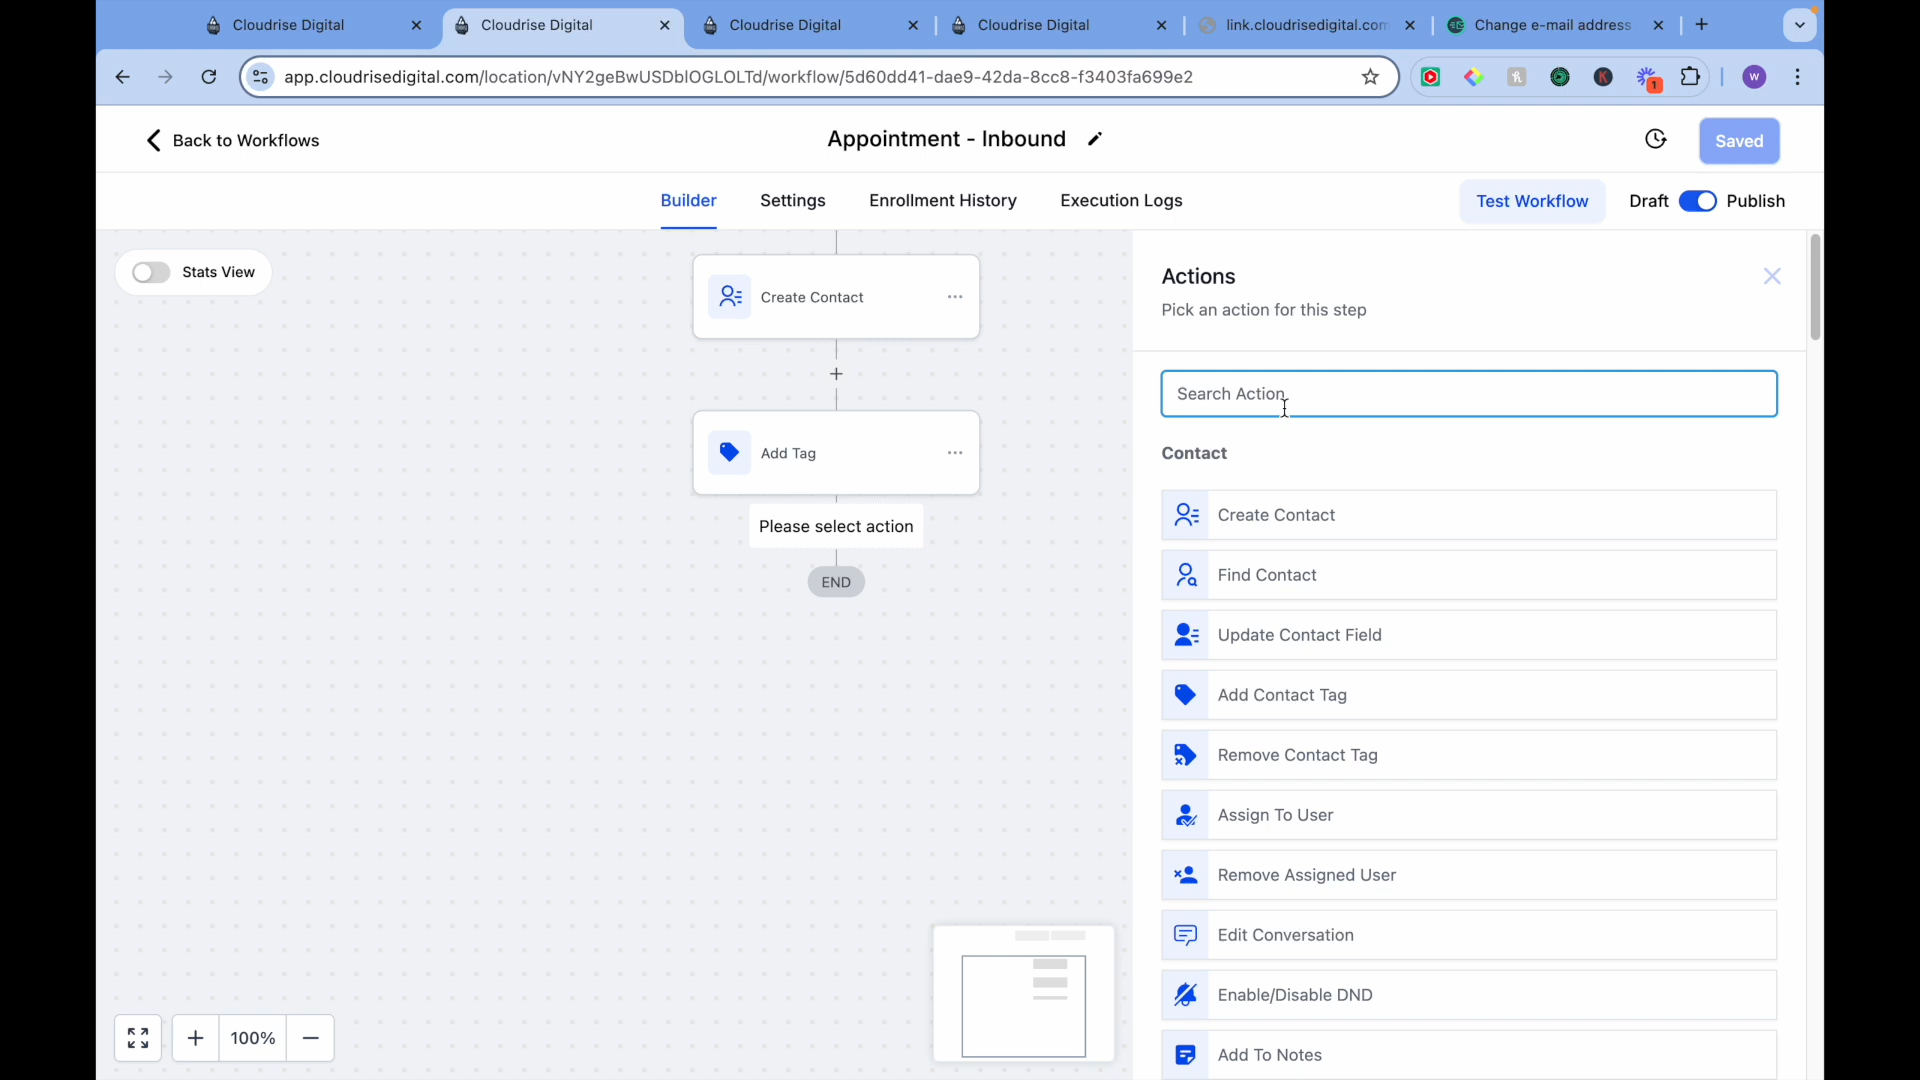 Cloudrise Digital
Cloudrise Digital
Cloudrise Digital
Cloudrise Digital
link.cloudrisedigital.com
Change e-mail address
app.cloudrisedigital.com/location/vNY2geBwUSDblOGLOLTd/workflow/5d60dd41-dae9-42da-8cc8-f3403fa699e2
1
W
Back to Workflows
Appointment - Inbound
Saved
Builder
Settings
Enrollment History
Execution Logs
Test Workflow
Draft
Publish
Stats View
Create Contact
Add Tag
Please select action
END
100%
Actions
Pick an action for this step
Search Action
Contact
Create Contact
Find Contact
Update Contact Field
Add Contact Tag
Remove Contact Tag
Assign To User
Remove Assigned User
Edit Conversation
Enable/Disable DND
Add To Notes